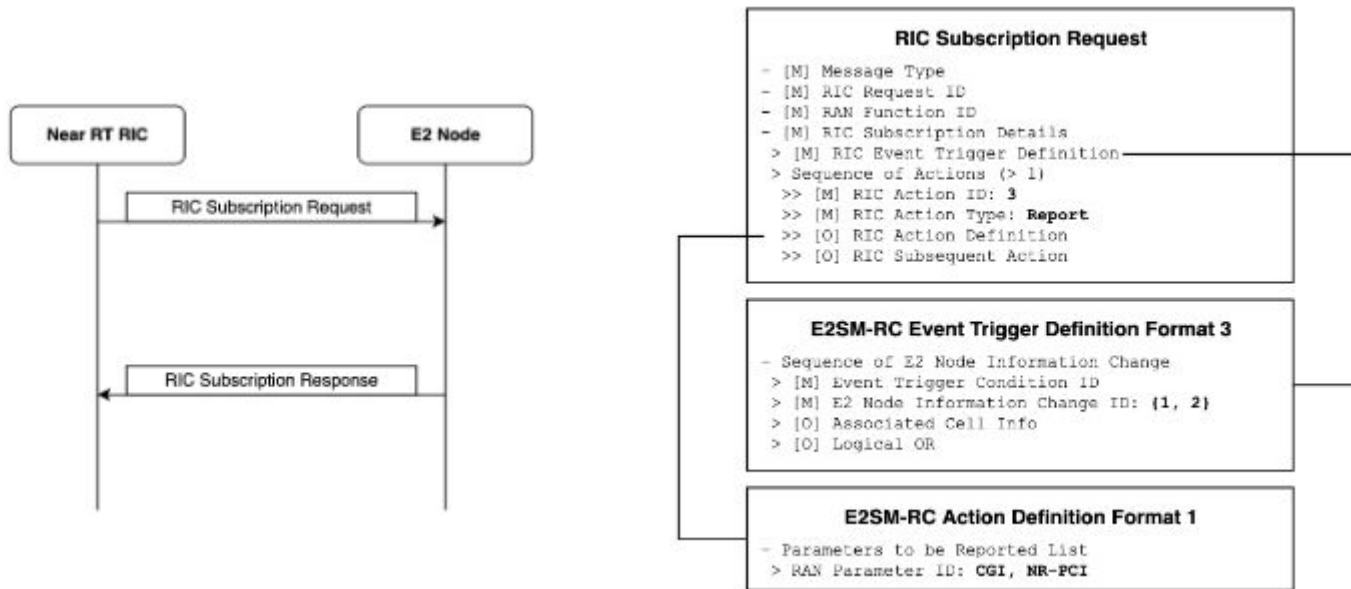 Near RT RIC
E2 Node
RIC Subscription Request
RIC Subscription Response
RIC Subscription Request
- [M] Message Type
- [M] RIC Request ID
- [M] RAN Function ID
- [M] RIC Subscription Details
> [M] RIC Event Trigger Definition
> Sequence of Actions (> 1)
>> [M] RIC Action ID: 3
>> [M] RIC Action Type: Report
>> [O] RIC Action Definition
>> [O] RIC Subsequent Action
E2SM-RC Event Trigger Definition Format 3
- Sequence of E2 Node Information Change
> [M] Event Trigger Condition ID
> [M] E2 Node Information Change ID: {1, 2}
> [O] Associated Cell Info
> [O] Logical OR
E2SM-RC Action Definition Format 1
- Parameters to be Reported List
> RAN Parameter ID: CGI, NR-PCI